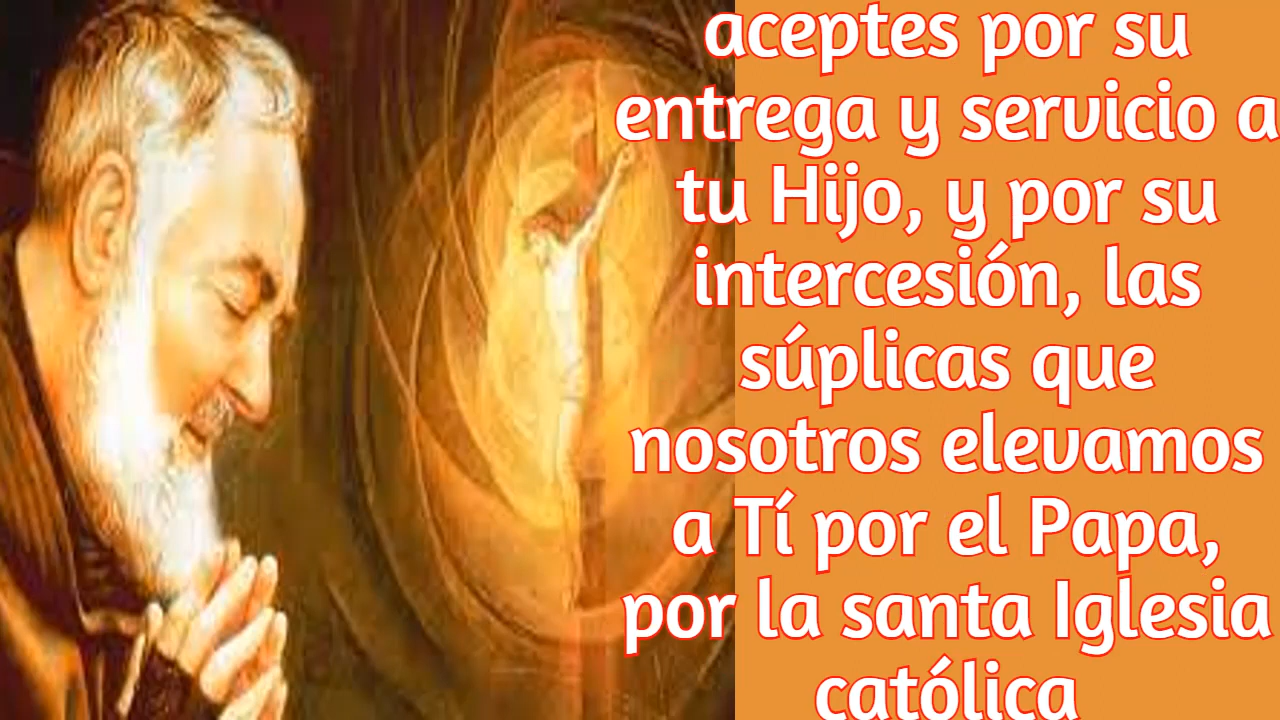 aceptes por su
entrega y servicio a
tu Hijo, y por su
intercesión, las
súplicas que
nosotros elevamos
a Tí por el Papa,
por la santa Iglesia
católica